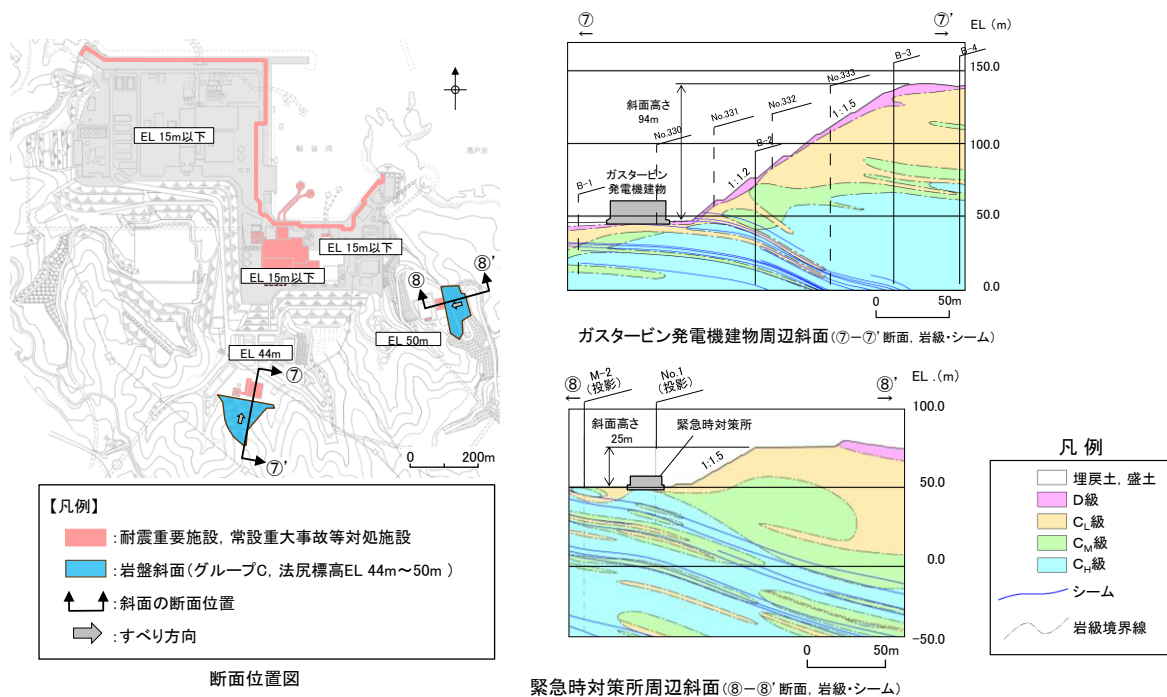 EL 15m以下
輪谷湾
EL 15m以下
EL 15m以下
⑧
⑧'
EL 50m
EL 44m
⑦
⑦'
0
200m
【凡例】
:耐震重要施設, 常設重大事故等対処施設
:岩盤斜面(グループC, 法尻標高EL 44m~50m )
:斜面の断面位置
:すべり方向
断面位置図
⑦
⑦'
EL (m)
B-3
B-4
150.0
No.333
斜面高さ
94m
No.332
1:1.5
No.331
No.330
100.0
B-2
ガスタービン
発電機建物
1:1.2
B-1
50.0
0.0
0
50m
ガスタービン発電機建物周辺斜面(⑦-⑦'断面, 岩級・シーム)
M-2
(投影)
No.1
(投影)
⑧
⑧'
EL .(m)
100.0
斜面高さ
25m
緊急時対策所
1:1.5
50.0
0.0
-50.0
0
50m
緊急時対策所周辺斜面(⑧-⑧'断面, 岩級・シーム)
凡 例
埋戻土, 盛土
D級
CL級
CM級
CH級
シーム
岩級境界線